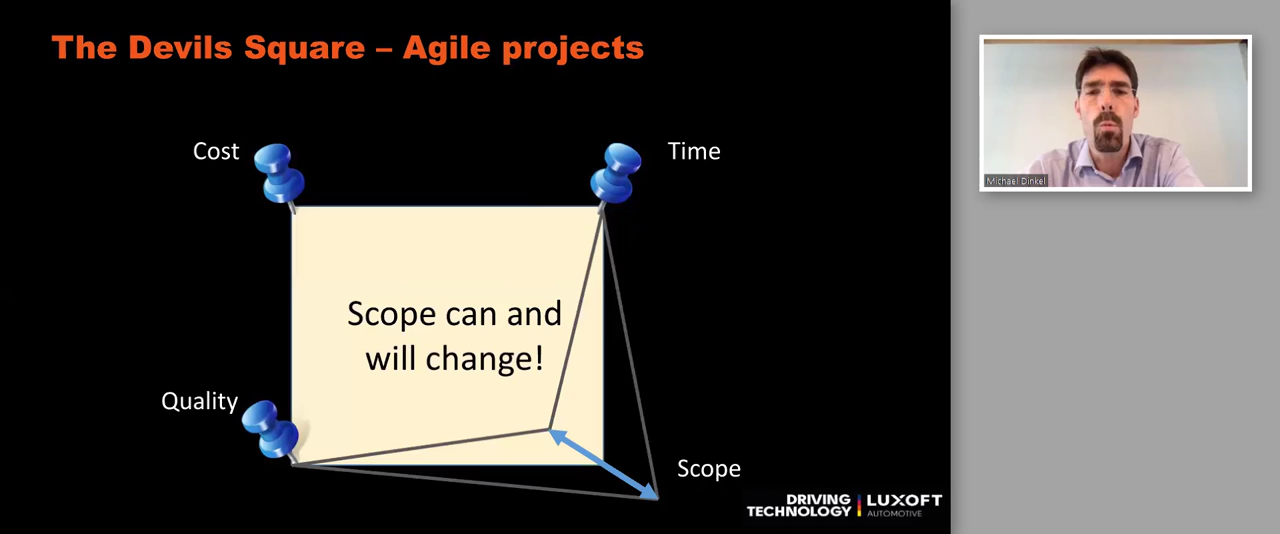 The Devils Square – Agile projects
Cost
Time
Scope can and
will change!
Quality
Scope
DRIVING
TECHNOLOGY
LUXOFT
AUTOMOTIVE
Michael Dinkel